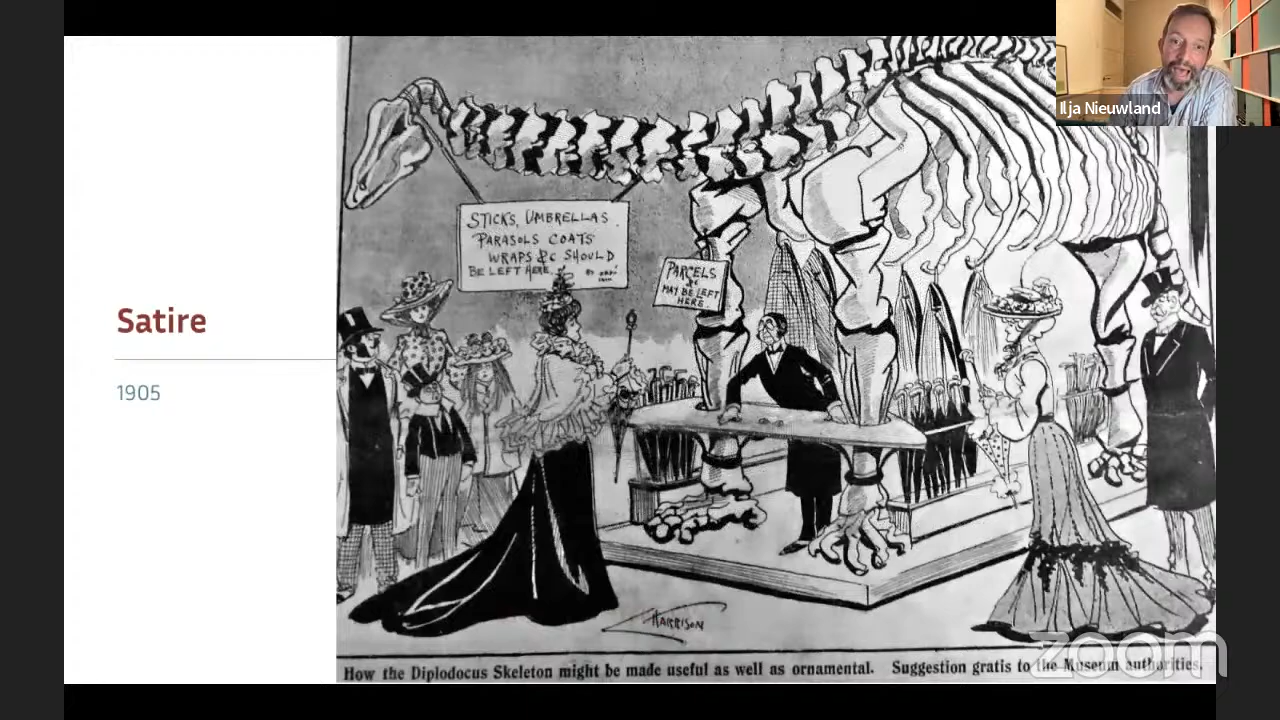 Ilja Nieuwland
Satire
1905
STICKS, UMBRELLAS
PARASOLS COATS
WRAPS &c SHOULD
BE LEFT HERE.
BY
PARCELS
&c
MAY BE LEFT
HERE.
HARRISON
How the Diplodocus Skeleton might be made useful as well as ornamental. Suggestion gratis to the Museum authorities.
zoom